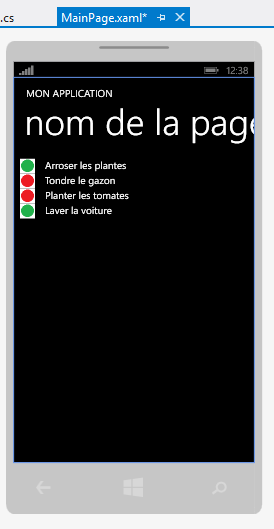 .cs
MainPage.xaml*
12:38
MON APPLICATION
nom de la page
Arroser les plantes
Tondre le gazon
Planter les tomates
Laver la voiture